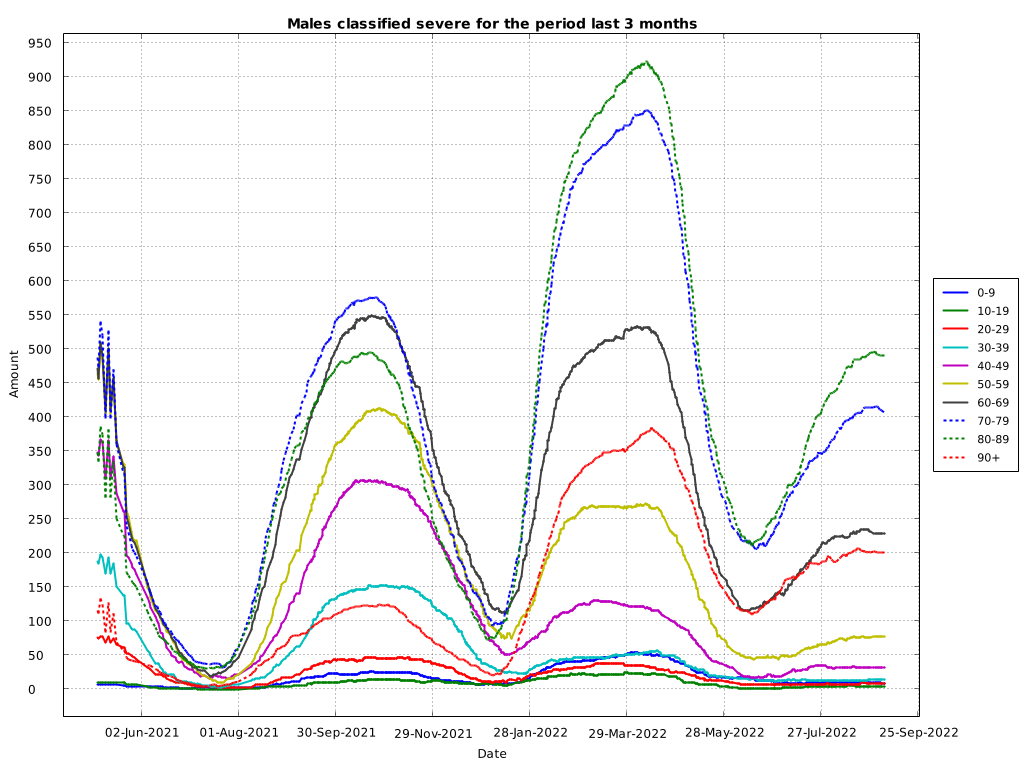 Males classified severe for the period last 3 months
950
900
850
800
750
700
650
600
550
500
450
400
350
300
250
200
150
100
50
0
Amount
02-Jun-2021
01-Aug-2021
30-Sep-2021
29-Nov-2021
28-Jan-2022
29-Mar-2022
28-May-2022
27-Jul-2022
25-Sep-2022
Date
0-9
10-19
20-29
30-39
40-49
50-59
60-69
70-79
80-89
90+